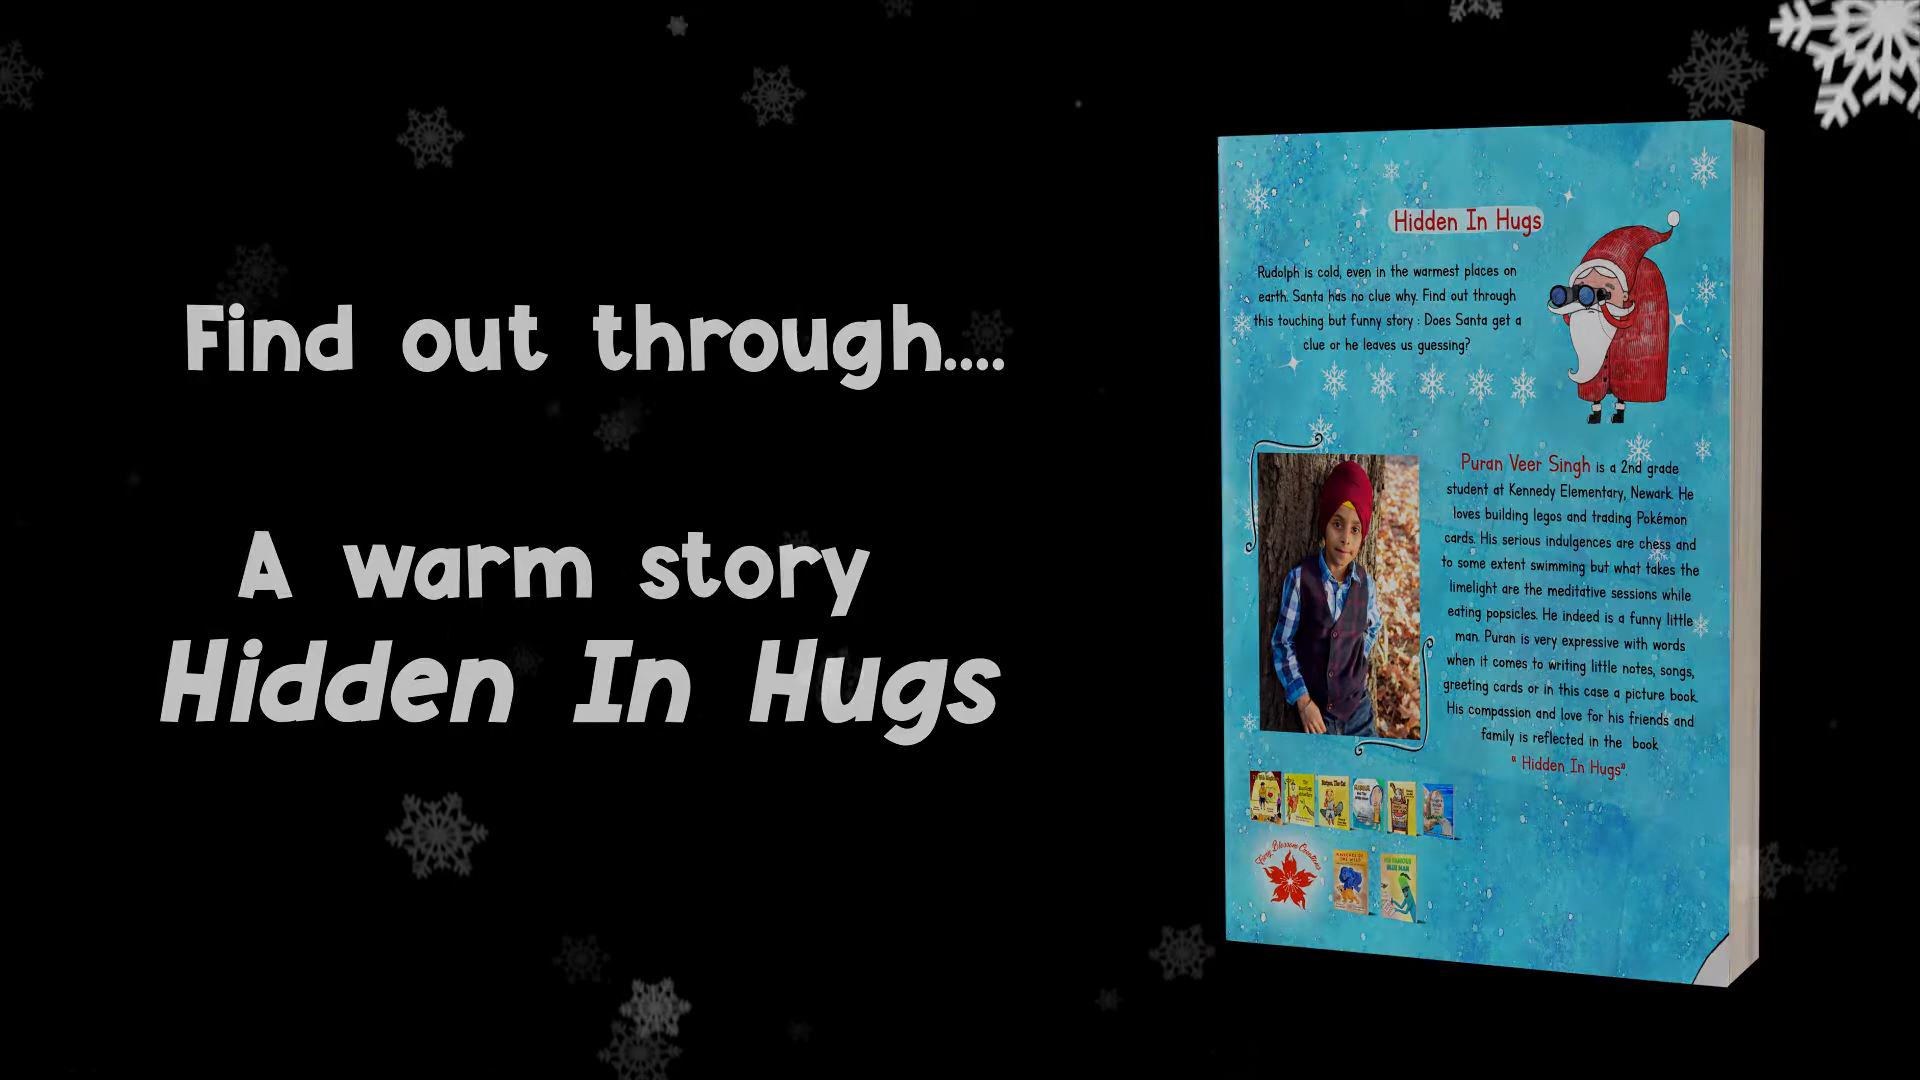 Find out through....
A warm story
Hidden In Hugs
Hidden In Hugs
Rudolph is cold, even in the warmest places on
earth. Santa has no clue why. Find out through
this touching but funny story : Does Santa get a
clue or he leaves us guessing?
Puran Veer Singh is a 2nd grade
student at Kennedy Elementary, Newark. He
loves building legos and trading Pokémon
cards. His serious indulgences are chess and
to some extent swimming but what takes the
limelight are the meditative sessions while
eating popsicles. He indeed is a funny little
man. Puran is very expressive with words
when it comes to writing little notes, songs,
greeting cards or in this case a picture book.
His compassion and love for his friends and
family is reflected in the book
" Hidden In Hugs".